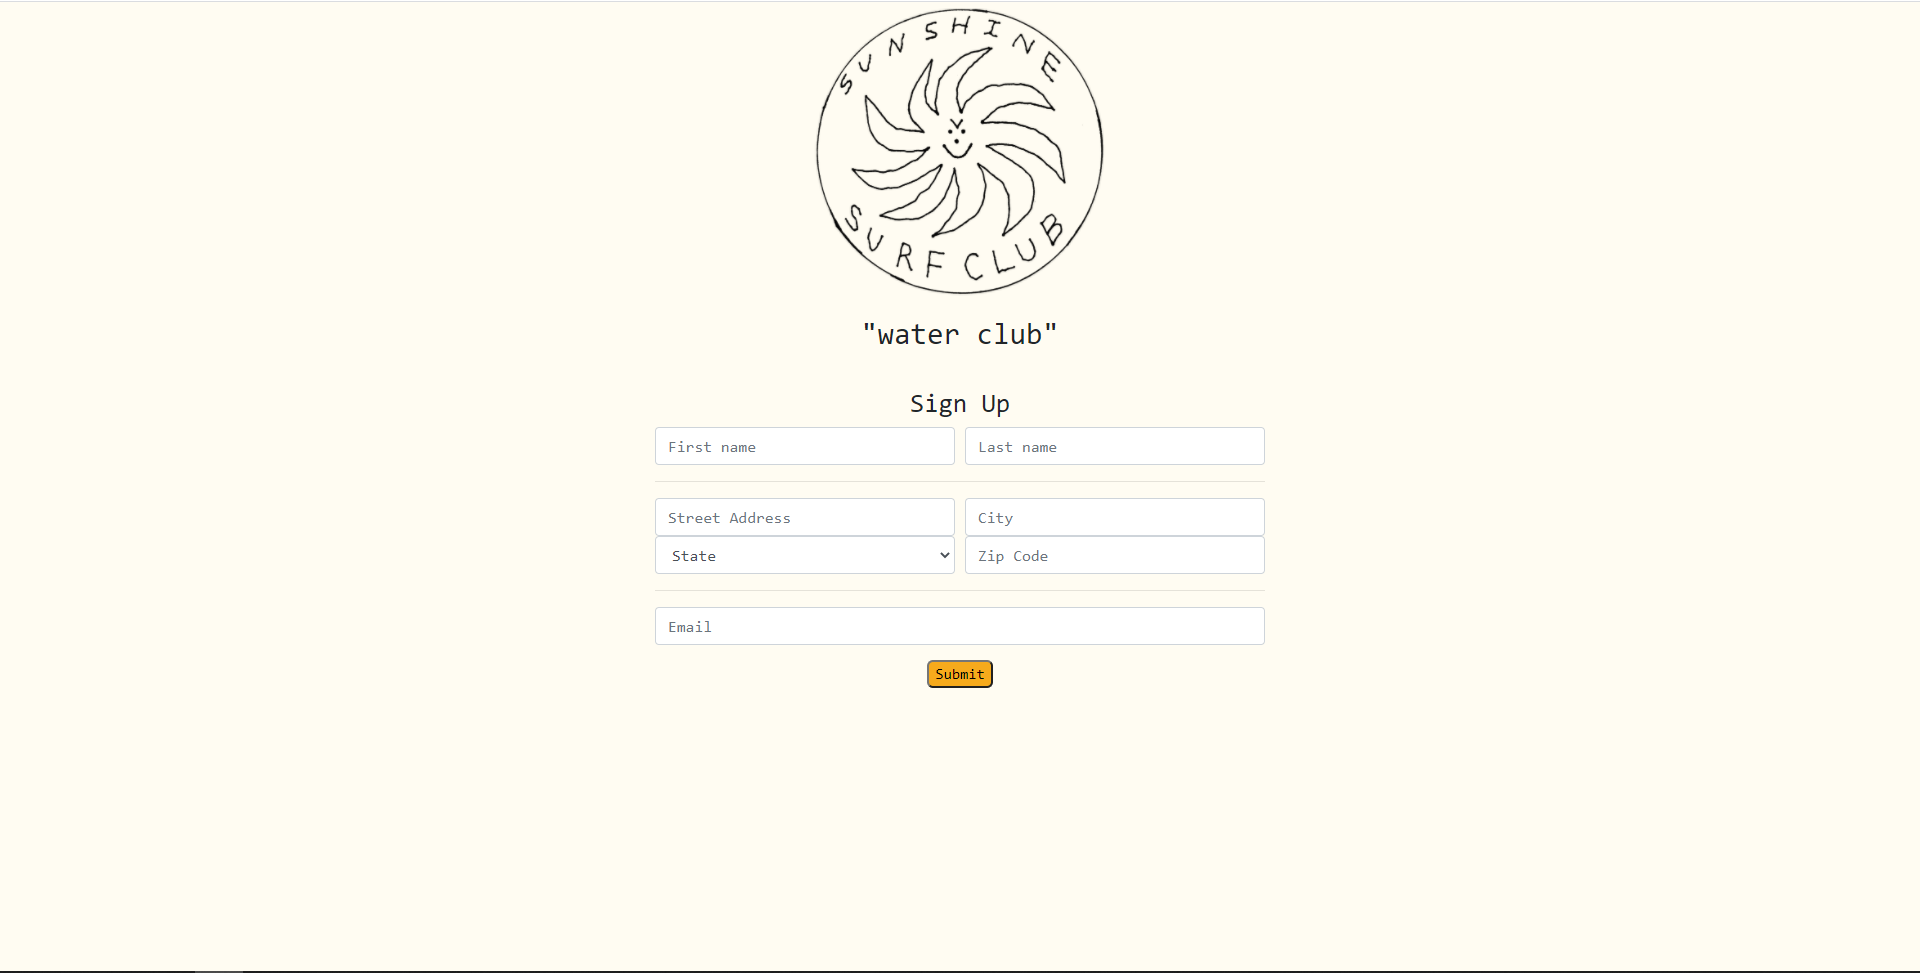 SUNSHINE
SURF CLUB
"water club"
Sign Up
First name
Last name
Street Address
City
State
Zip Code
Email
Submit